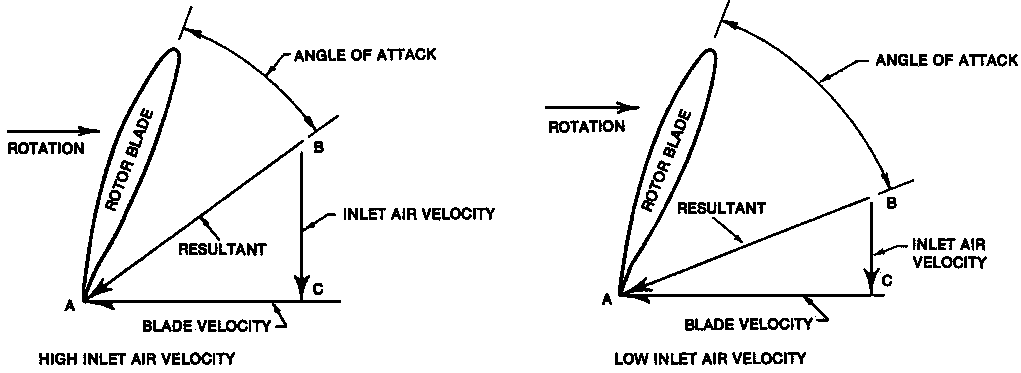 ANGLE OF ATTACK
ROTATION
ROTOR BLADE
B
INLET AIR VELOCITY
RESULTANT
C
A
BLADE VELOCITY
HIGH INLET AIR VELOCITY
ANGLE OF ATTACK
ROTATION
ROTOR BLADE
B
RESULTANT
INLET AIR
VELOCITY
C
A
BLADE VELOCITY
LOW INLET AIR VELOCITY